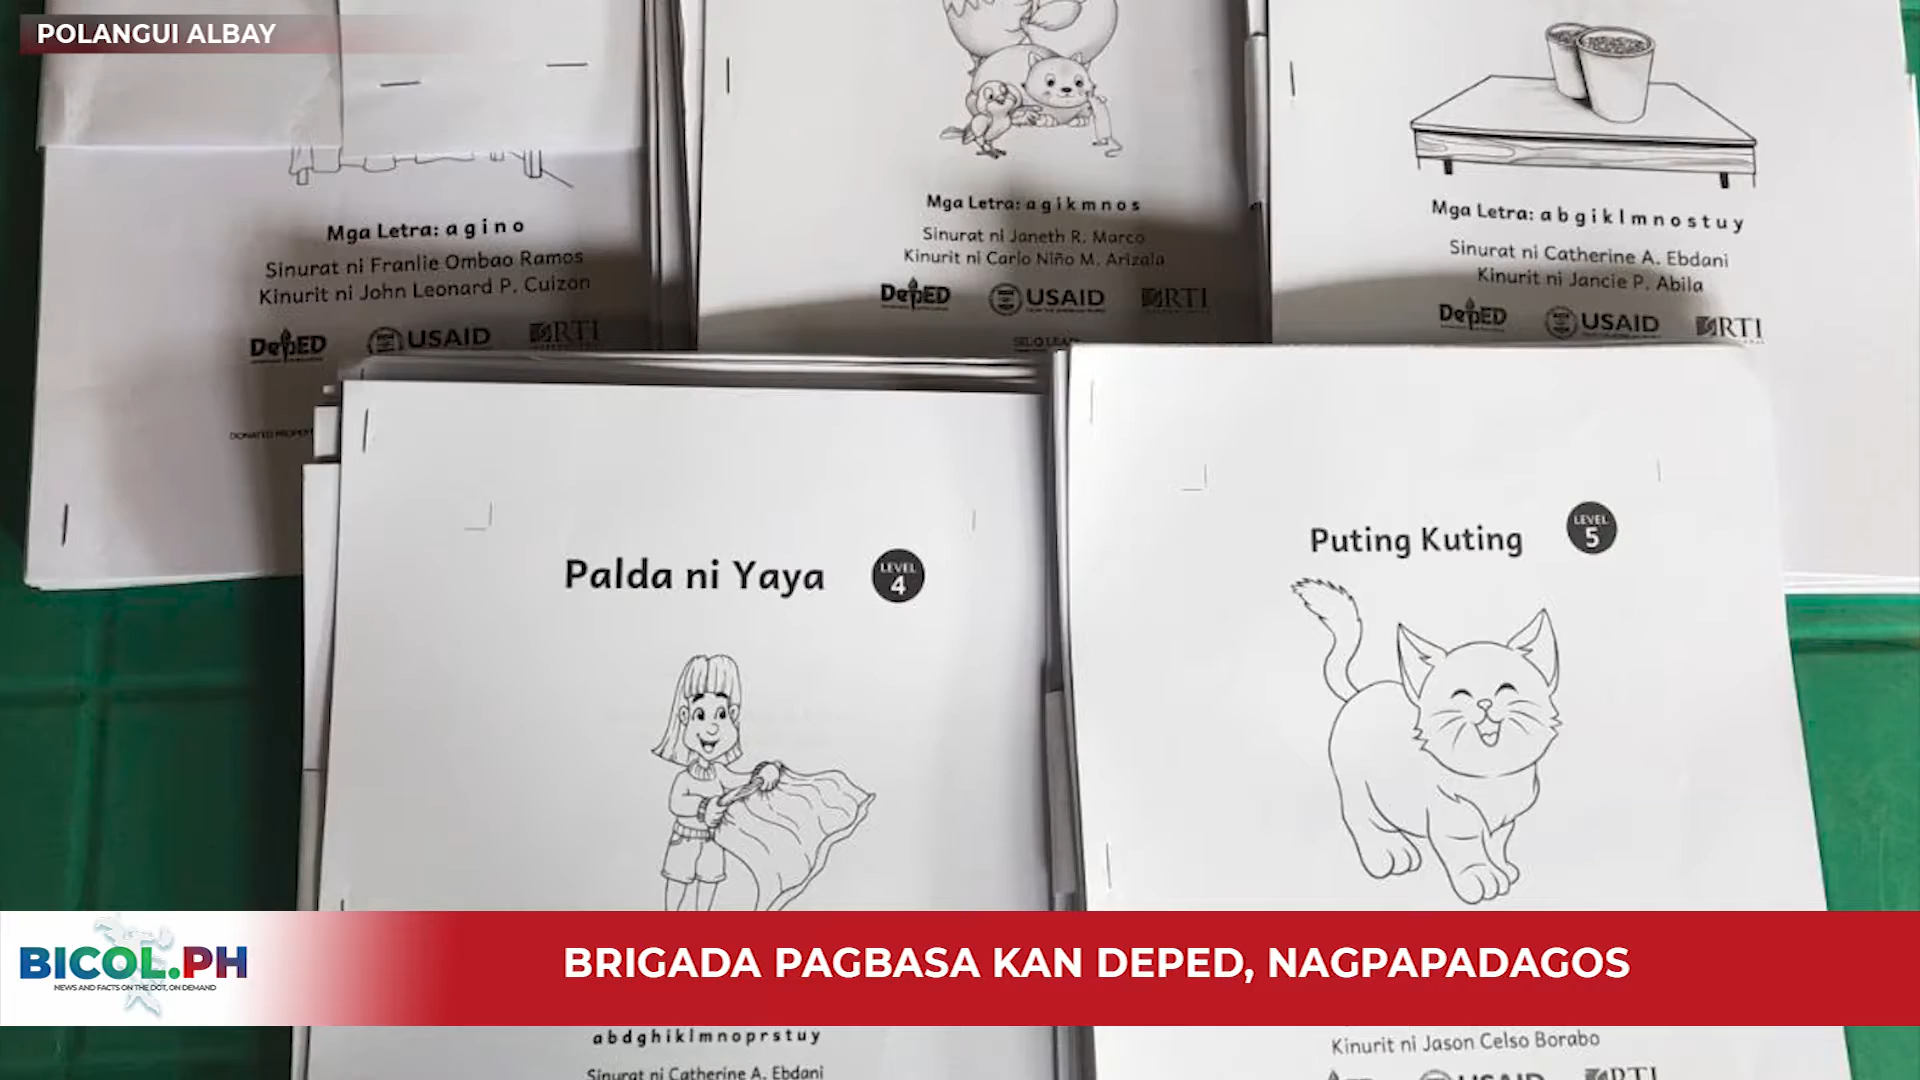 POLANGUI ALBAY
Mga Letra: a g i n o
Sinurat ni Franlie Ombao Ramos
Kinurit ni John Leonard P. Cuizon
DepED USAID RTI
DONATED
Mga Letra: a g i k m n o s
Sinurat ni Janeth R. Marco
Kinurit ni Carlo Niño M. Arizala
DepED USAID RTI
Mga Letra: a b g i k l m n o s t u y
Sinurat ni Catherine A. Ebdani
Kinurit ni Jancie P. Abila
DepED USAID RTI
Palda ni Yaya
LEVEL
4
Puting Kuting
LEVEL
5
BICOL.PH
NEWS AND FACTS ON THE DOT, ON DEMAND
BRIGADA PAGBASA KAN DEPED, NAGPAPADAGOS
a b d g h i k l m n o p r s t u y
Sinurat ni Catherine A. Ebdani
Kinurit ni Jason Celso Borabo
USAID RTI